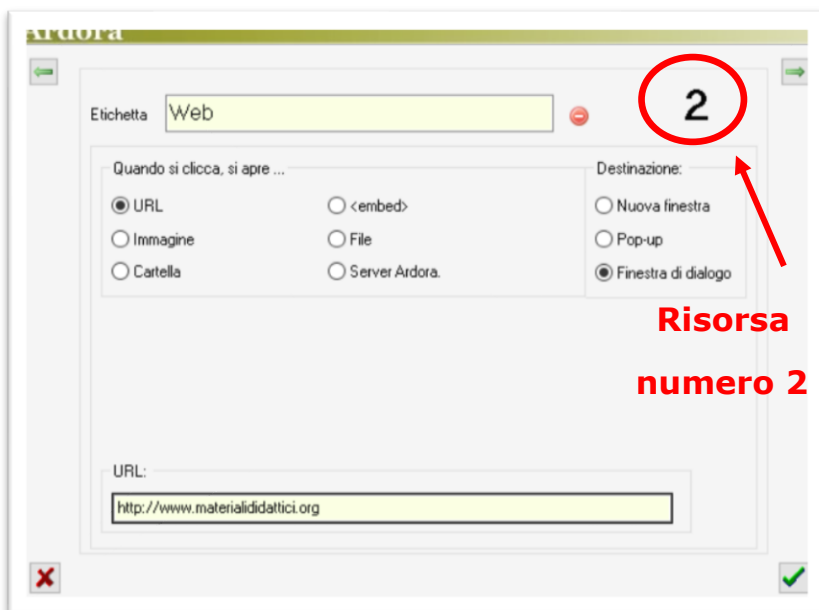 Ardora
Etichetta Web 2
Quando si clicca, si apre ... Destinazione:
URL <embed> Nuova finestra
Immagine File Pop-up
Cartella Server Ardora. Finestra di dialogo
Risorsa
numero 2
URL:
http://www.materialididattici.org